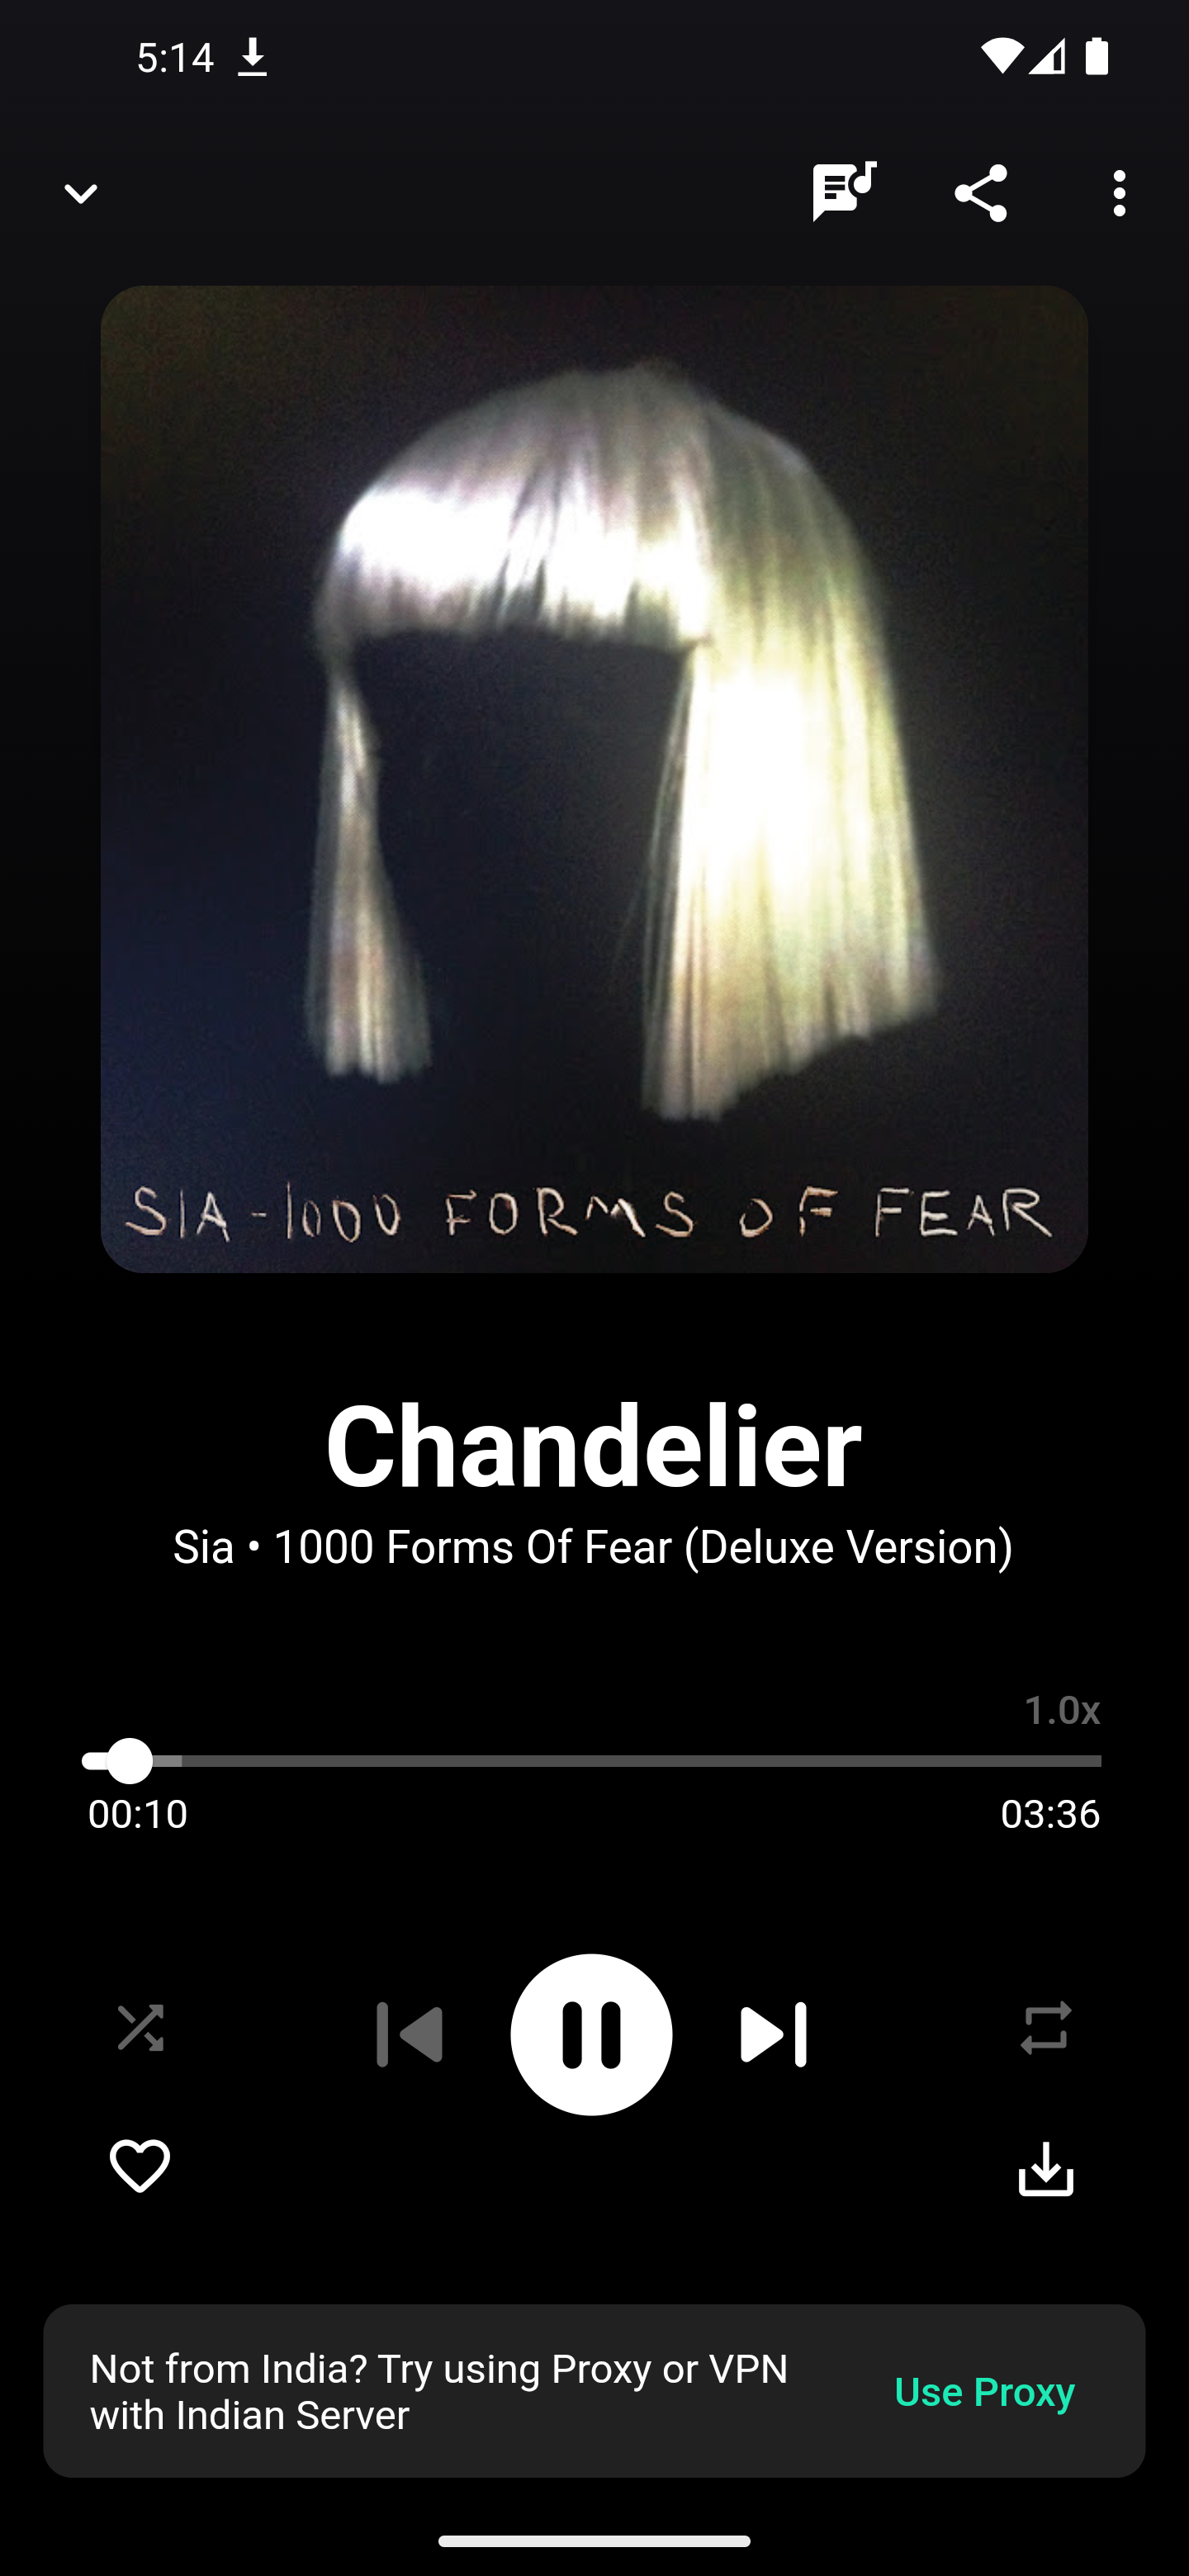 5:14
SIA-1000 FORMS OF FEAR
Chandelier
Sia • 1000 Forms Of Fear (Deluxe Version)
1.0x
00:10
03:36
Not from India? Try using Proxy or VPN
with Indian Server
Use Proxy